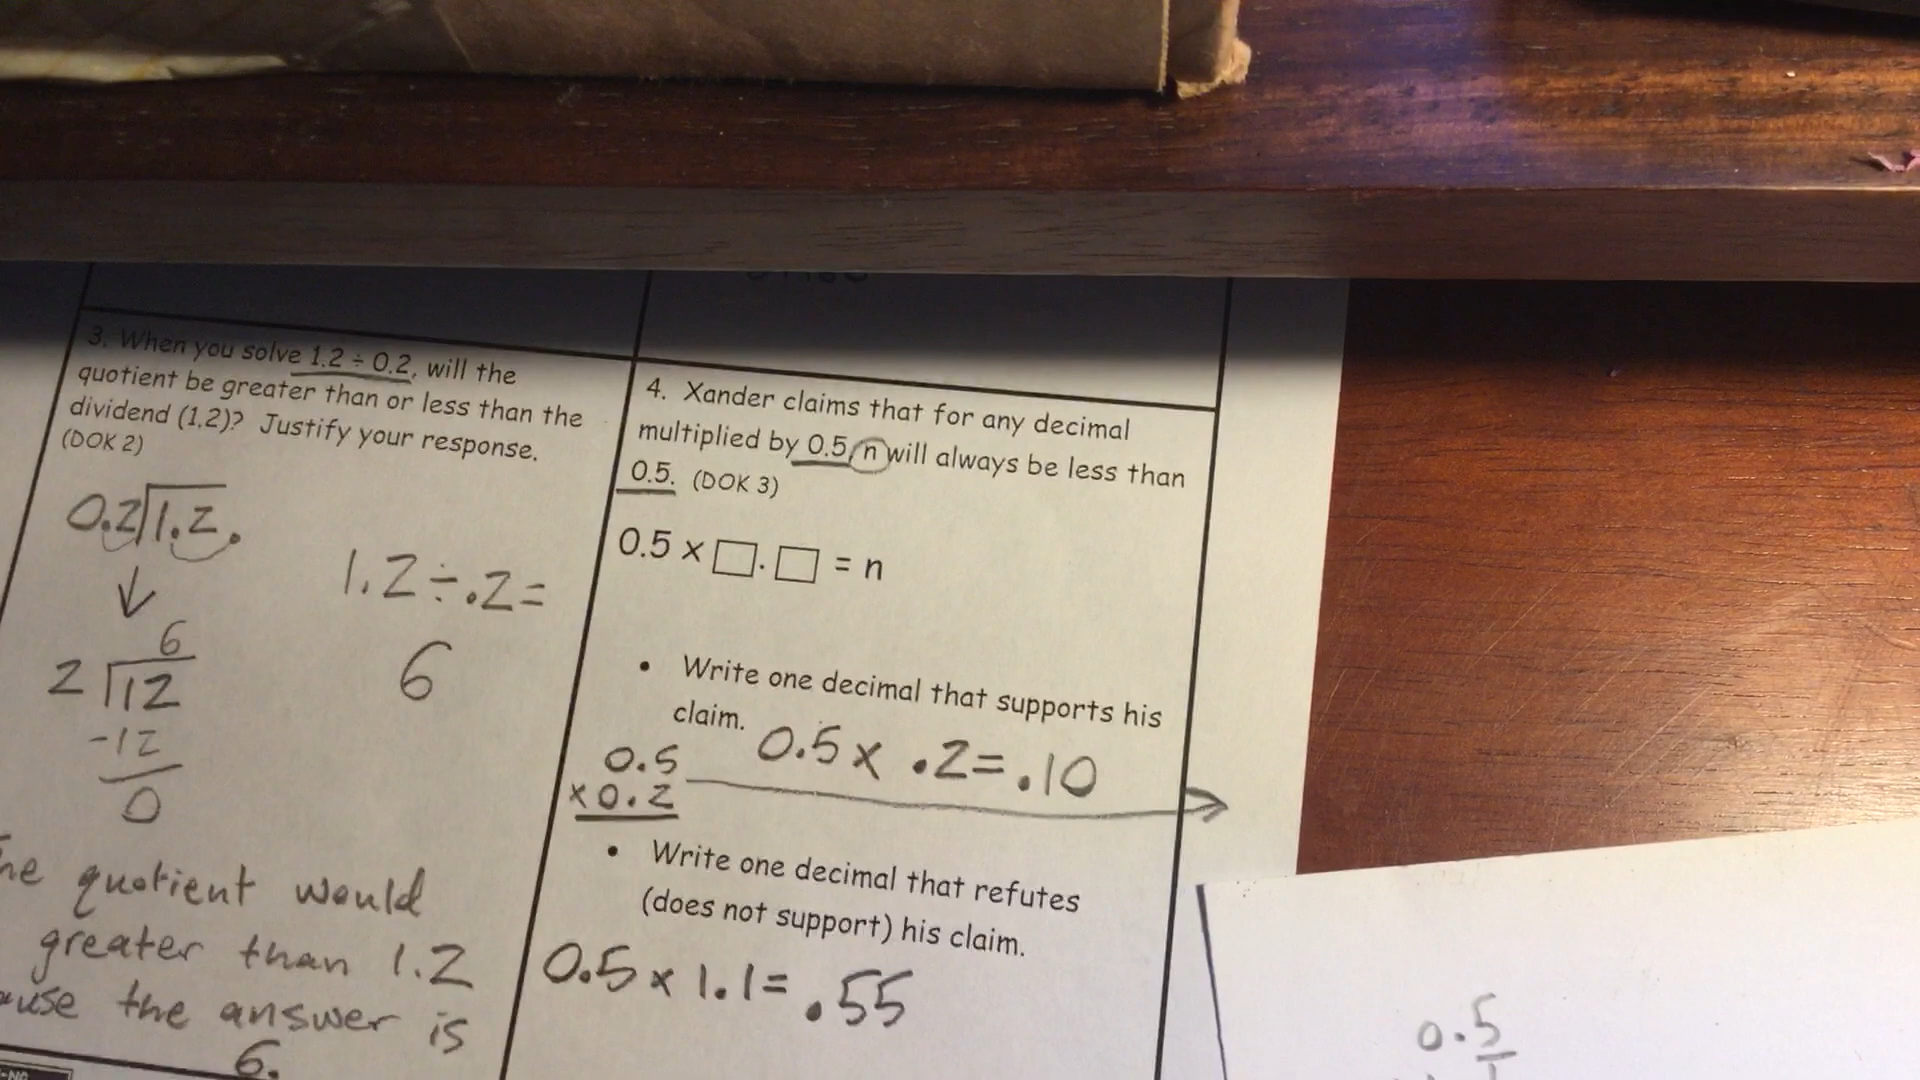 3. When you solve 1.2 ÷ 0.2, will the
quotient be greater than or less than the
dividend (1.2)? Justify your response.
(DOK 2)
0.2 1.2.
1.2 ÷ .2 =
6
6
2 12
-12
0
quotient would
greater than 1.2
the answer is
6.
4. Xander claims that for any decimal
multiplied by 0.5, n will always be less than
0.5. (DOK 3)
0.5 × □.□ = n
• Write one decimal that supports his
claim.
0.5 × .2 = .10
0.5
×0.2
• Write one decimal that refutes
(does not support) his claim.
0.5 × 1.1 = .55
0.5